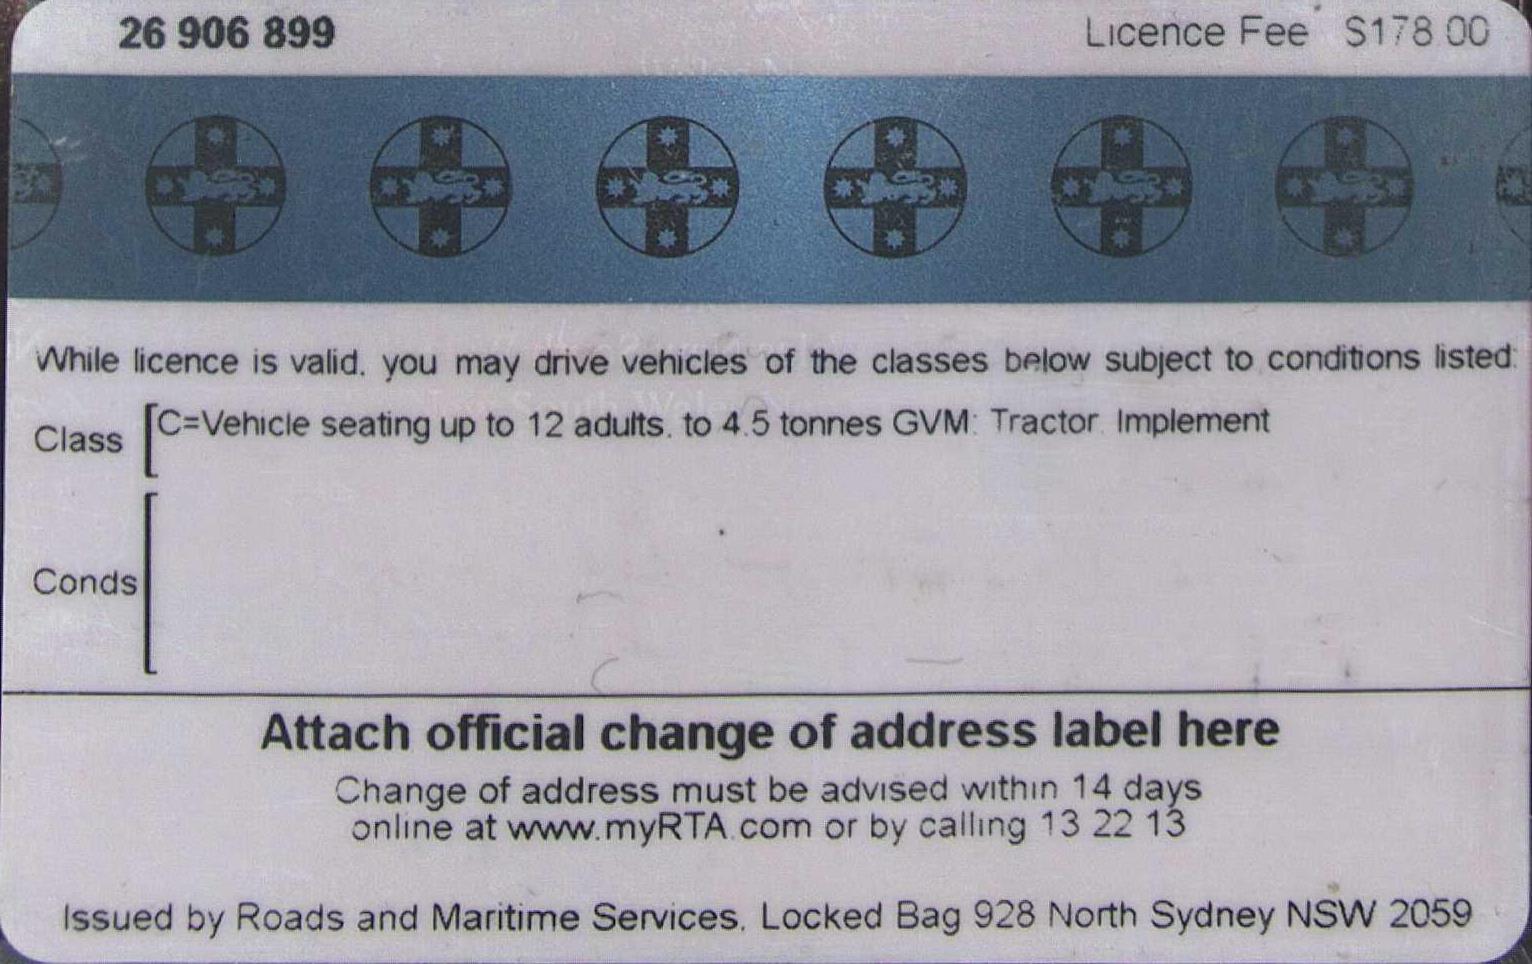 26 906 899 Licence Fee $178.00
While licence is valid, you may drive vehicles of the classes below subject to conditions listed:
Class C=Vehicle seating up to 12 adults, to 4.5 tonnes GVM; Tractor, Implement
Conds
Attach official change of address label here
Change of address must be advised within 14 days
online at www.myRTA.com or by calling 13 22 13
Issued by Roads and Maritime Services, Locked Bag 928 North Sydney NSW 2059